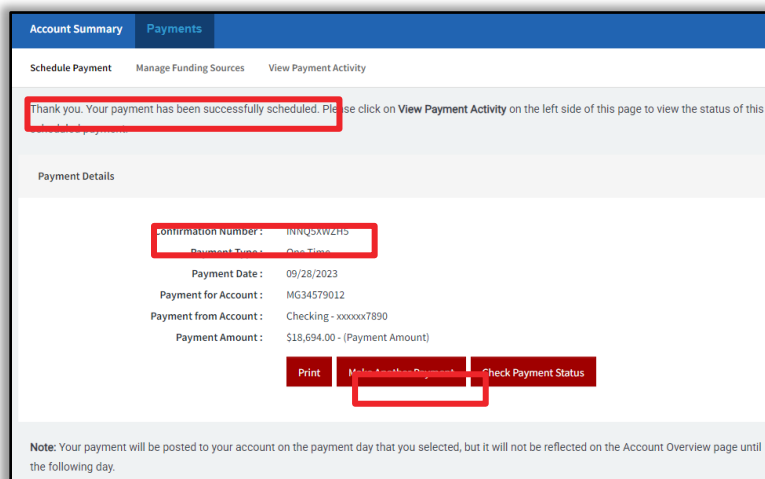 Account Summary Payments
Schedule Payment Manage Funding Sources View Payment Activity
Thank you. Your payment has been successfully scheduled. Please click on View Payment Activity on the left side of this page to view the status of this
scheduled payment.
Payment Details
Confirmation Number : INNQ5XWZH5
Payment Type : One Time
Payment Date : 09/28/2023
Payment for Account : MG34579012
Payment from Account : Checking - xxxxxx7890
Payment Amount : $18,694.00 - (Payment Amount)
Print Make Another Payment Check Payment Status
Note: Your payment will be posted to your account on the payment day that you selected, but it will not be reflected on the Account Overview page until
the following day.